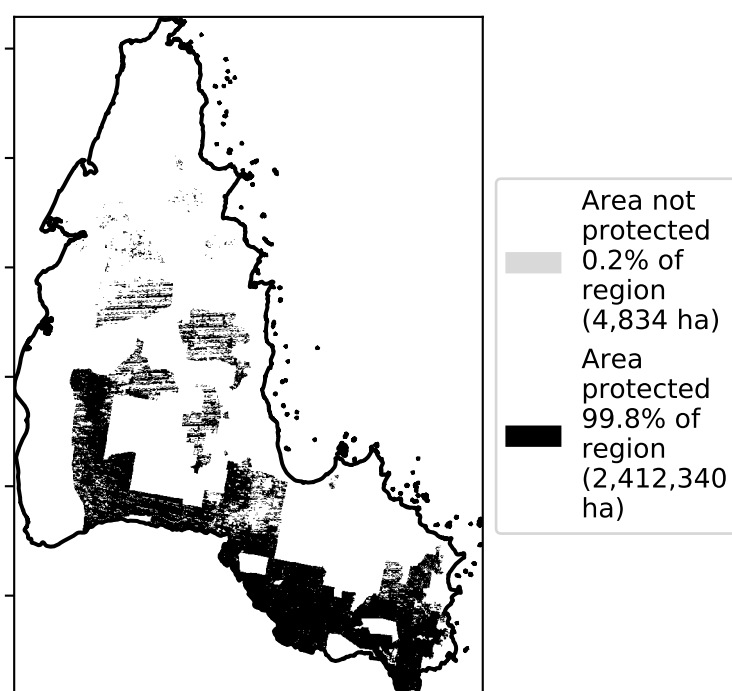 Area not
protected
0.2% of
region
(4,834 ha)
Area
protected
99.8% of
region
(2,412,340
ha)